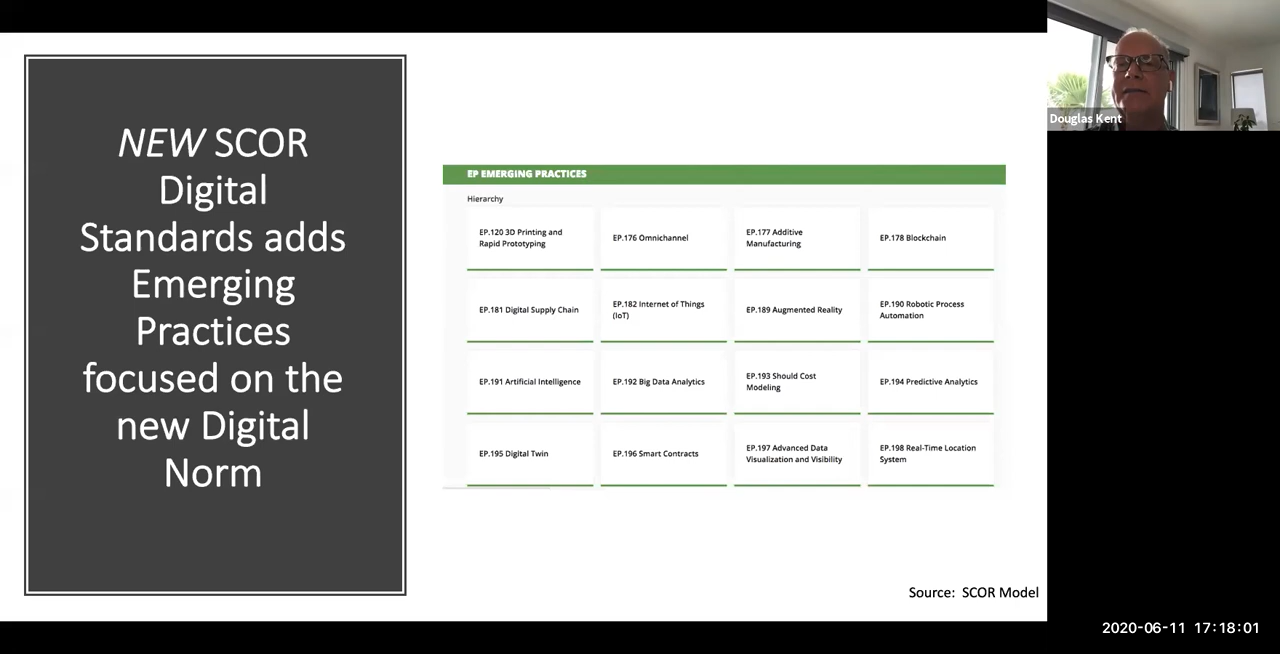 NEW SCOR
Digital
Standards adds
Emerging
Practices
focused on the
new Digital
Norm
EP EMERGING PRACTICES
Hierarchy
EP.120 3D Printing and
Rapid Prototyping
EP.176 Omnichannel
EP.177 Additive
Manufacturing
EP.178 Blockchain
EP.181 Digital Supply Chain
EP.182 Internet of Things
(IoT)
EP.189 Augmented Reality
EP.190 Robotic Process
Automation
EP.191 Artificial Intelligence
EP.192 Big Data Analytics
EP.193 Should Cost
Modeling
EP.194 Predictive Analytics
EP.195 Digital Twin
EP.196 Smart Contracts
EP.197 Advanced Data
Visualization and Visibility
EP.198 Real-Time Location
System
Source: SCOR Model
Douglas Kent
2020-06-11 17:18:01